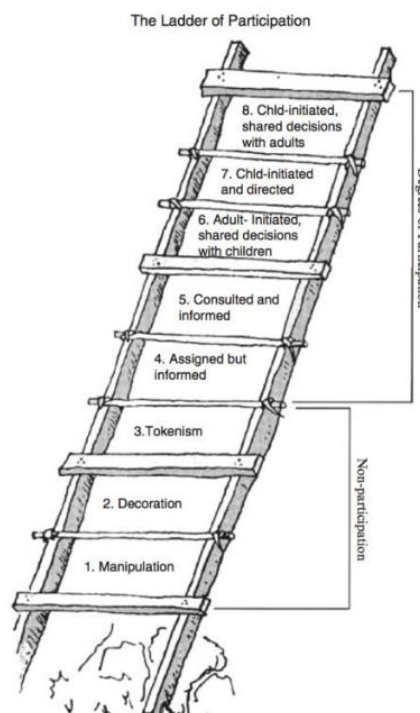 The Ladder of Participation
8. Chld-initiated,
shared decisions
with adults
7. Chld-initiated
and directed
6. Adult- Initiated,
shared decisions
with children
5. Consulted and
informed
4. Assigned but
informed
3.Tokenism
2. Decoration
1. Manipulation
Non-participation